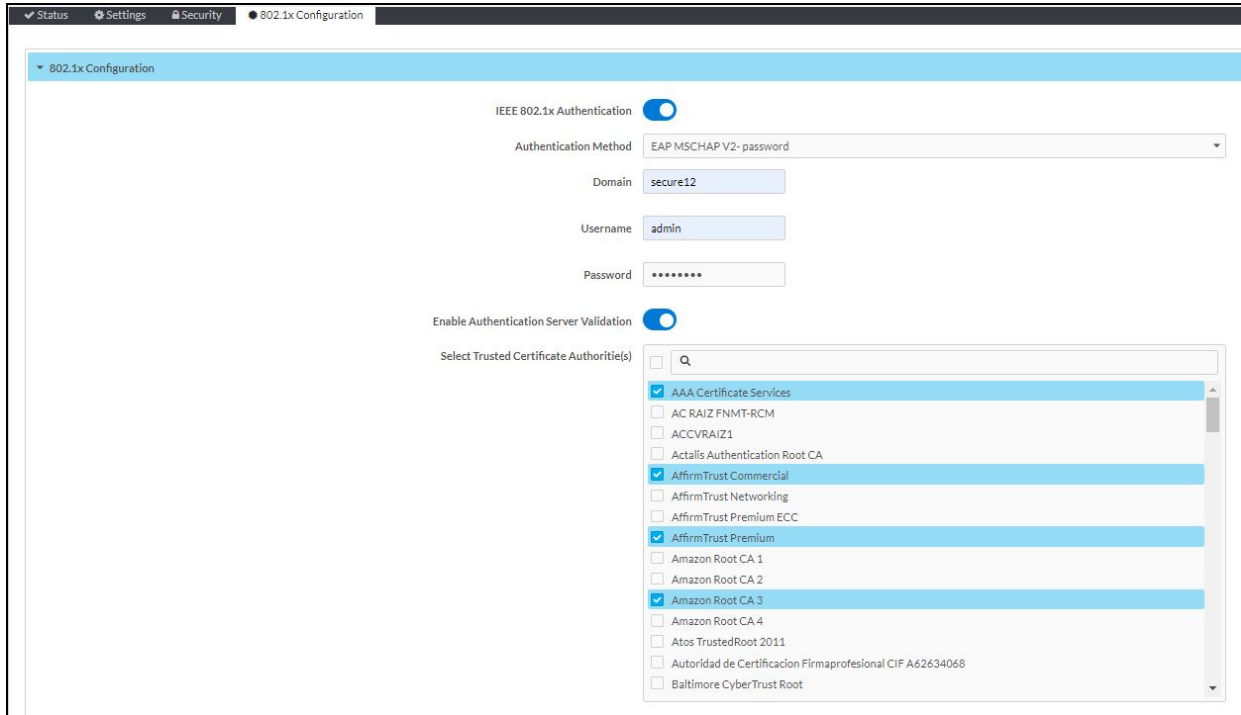 Status Settings Security 802.1x Configuration
802.1x Configuration
IEEE 802.1x Authentication
Authentication Method EAP MSCHAP V2- password
Domain secure12
Username admin
Password ••••••••
Enable Authentication Server Validation
Select Trusted Certificate Authoritie(s)
AAA Certificate Services
AC RAIZ FNMT-RCM
ACCVRAIZ1
Actalis Authentication Root CA
AffirmTrust Commercial
AffirmTrust Networking
AffirmTrust Premium ECC
AffirmTrust Premium
Amazon Root CA 1
Amazon Root CA 2
Amazon Root CA 3
Amazon Root CA 4
Atos TrustedRoot 2011
Autoridad de Certificacion Firmaprofesional CIF A62634068
Baltimore CyberTrust Root